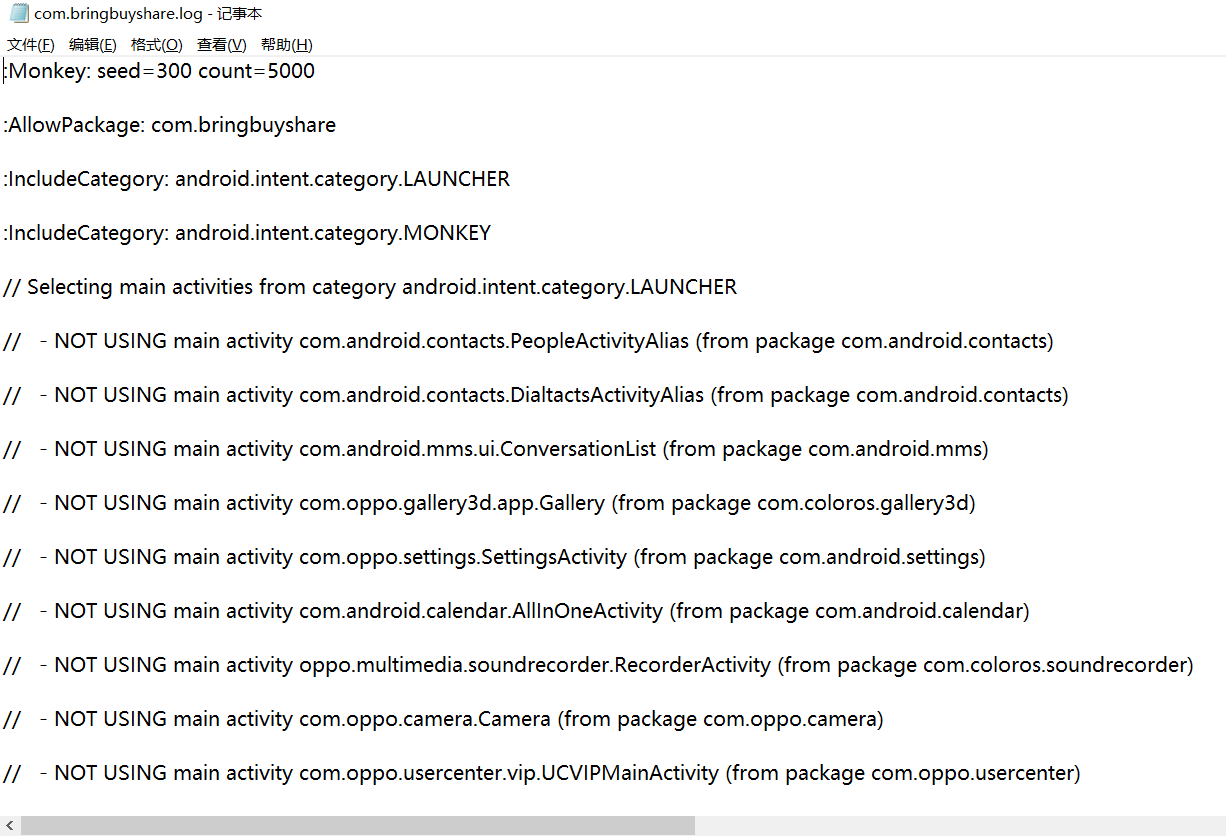 com.bringbuyshare.log - 记事本
文件(F) 编辑(E) 格式(O) 查看(V) 帮助(H)
:Monkey: seed=300 count=5000
:AllowPackage: com.bringbuyshare
:IncludeCategory: android.intent.category.LAUNCHER
:IncludeCategory: android.intent.category.MONKEY
// Selecting main activities from category android.intent.category.LAUNCHER
//   - NOT USING main activity com.android.contacts.PeopleActivityAlias (from package com.android.contacts)
//   - NOT USING main activity com.android.contacts.DialtactsActivityAlias (from package com.android.contacts)
//   - NOT USING main activity com.android.mms.ui.ConversationList (from package com.android.mms)
//   - NOT USING main activity com.oppo.gallery3d.app.Gallery (from package com.coloros.gallery3d)
//   - NOT USING main activity com.oppo.settings.SettingsActivity (from package com.android.settings)
//   - NOT USING main activity com.android.calendar.AllInOneActivity (from package com.android.calendar)
//   - NOT USING main activity oppo.multimedia.soundrecorder.RecorderActivity (from package com.coloros.soundrecorder)
//   - NOT USING main activity com.oppo.camera.Camera (from package com.oppo.camera)
//   - NOT USING main activity com.oppo.usercenter.vip.UCVIPMainActivity (from package com.oppo.usercenter)